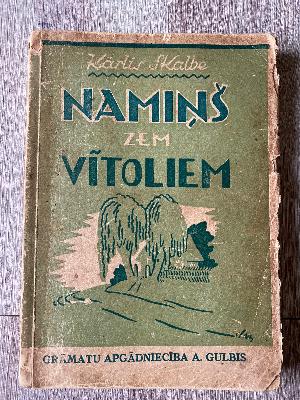 Kārlis Skalbe
NAMIŅŠ
ZEM
VĪTOLIEM
GRĀMATU APGĀDNIECĪBA A. GULBIS